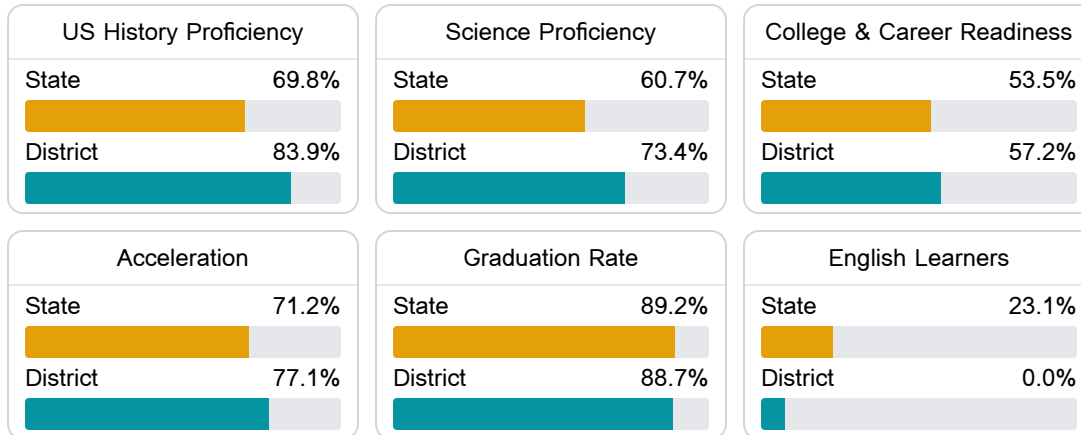 US History Proficiency
State 69.8%
District 83.9%
Science Proficiency
State 60.7%
District 73.4%
College & Career Readiness
State 53.5%
District 57.2%
Acceleration
State 71.2%
District 77.1%
Graduation Rate
State 89.2%
District 88.7%
English Learners
State 23.1%
District 0.0%